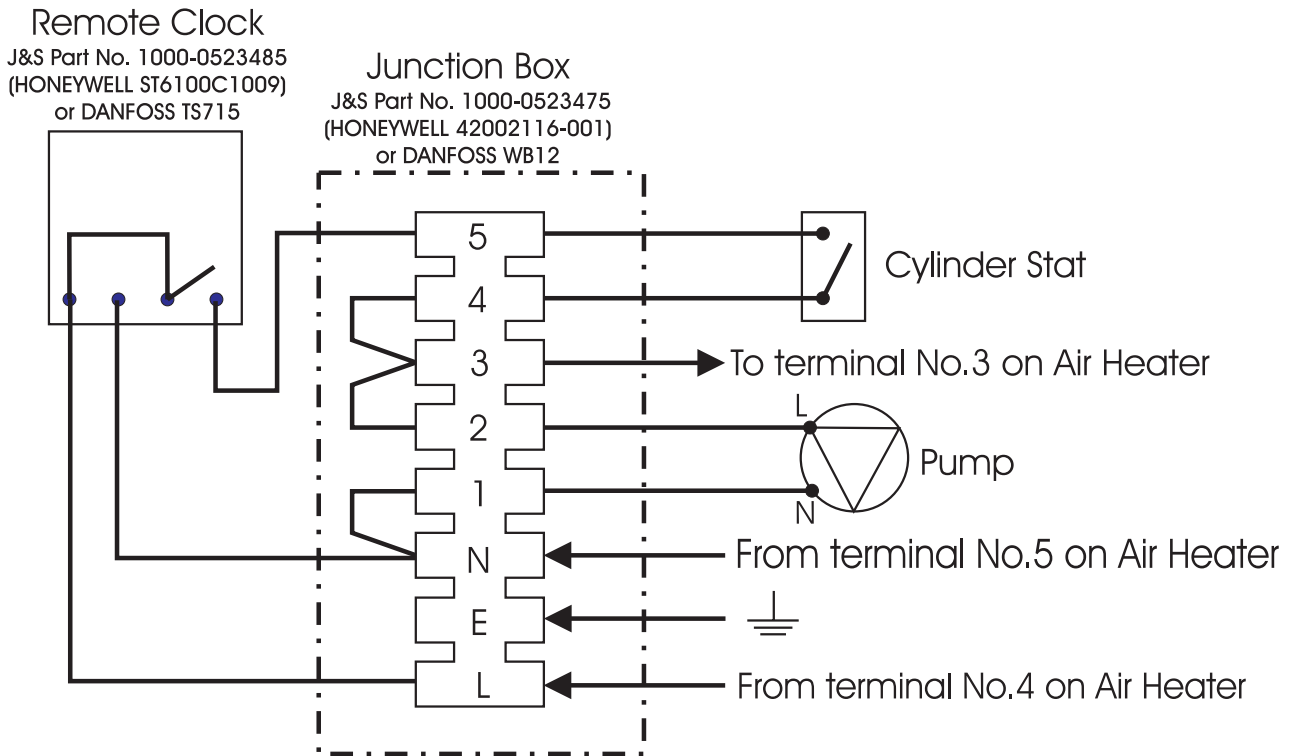 Remote Clock
J&S Part No. 1000-0523485
(HONEYWELL ST6100C1009)
or DANFOSS TS715
Junction Box
J&S Part No. 1000-0523475
(HONEYWELL 42002116-001)
or DANFOSS WB12
5
Cylinder Stat
4
3
To terminal No.3 on Air Heater
L
2
Pump
1
N
N
From terminal No.5 on Air Heater
E
L
From terminal No.4 on Air Heater